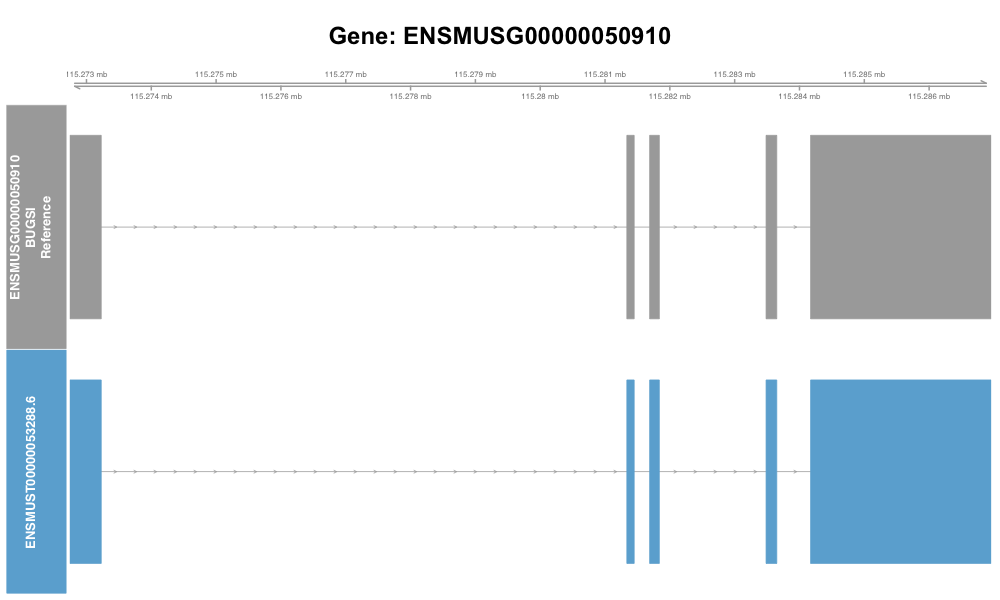 Gene: ENSMUSG00000050910
115.273 mb 115.275 mb 115.277 mb 115.279 mb 115.281 mb 115.283 mb 115.285 mb
115.274 mb 115.276 mb 115.278 mb 115.28 mb 115.282 mb 115.284 mb 115.286 mb
ENSMUSG00000050910
BUGSI
Reference
ENSMUST00000053288.6